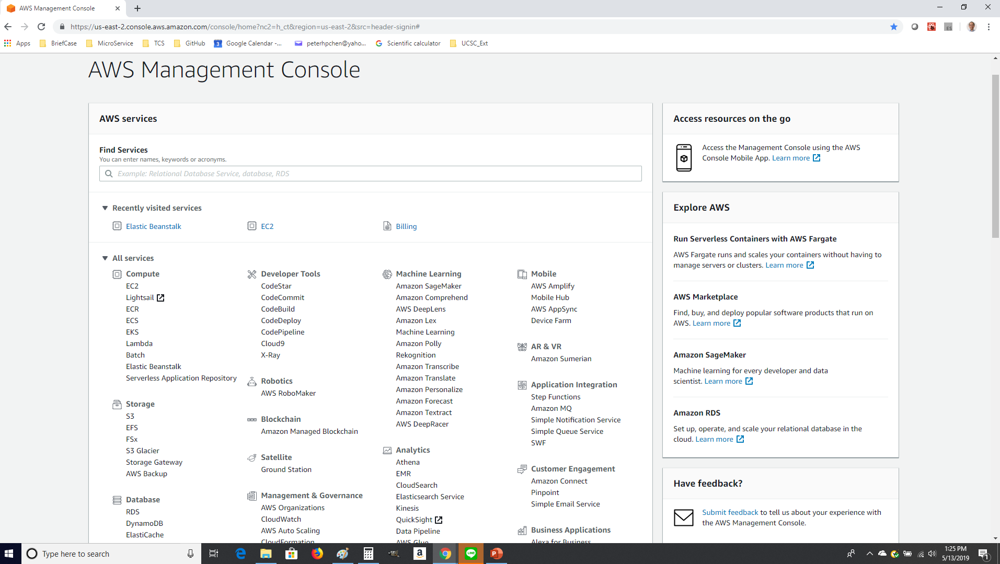 AWS Management Console
https://us-east-2.console.aws.amazon.com/console/home?nc2=h_ct&region=us-east-2&src=header-signin#
ES
Apps
BriefCase
MicroService
TCS
GitHub
3
Google Calendar -...
peterhpchen@yaho...
Scientific calculator
UCSC_Ext
AWS Management Console
AWS services
Find Services
You can enter names, keywords or acronyms.
Example: Relational Database Service, database, RDS
Recently visited services
Elastic Beanstalk
EC2
Billing
All services
Compute
EC2
Lightsail
ECR
ECS
EKS
Lambda
Batch
Elastic Beanstalk
Serverless Application Repository
Storage
S3
EFS
FSx
S3 Glacier
Storage Gateway
AWS Backup
Database
RDS
DynamoDB
ElastiCache
Developer Tools
CodeStar
CodeCommit
CodeBuild
CodeDeploy
CodePipeline
Cloud9
X-Ray
Robotics
AWS RoboMaker
Blockchain
Amazon Managed Blockchain
Satellite
Ground Station
Management & Governance
AWS Organizations
CloudWatch
AWS Auto Scaling
CloudFormation
Machine Learning
Amazon SageMaker
Amazon Comprehend
AWS DeepLens
Amazon Lex
Machine Learning
Amazon Polly
Rekognition
Amazon Transcribe
Amazon Translate
Amazon Personalize
Amazon Forecast
Amazon Textract
AWS DeepRacer
Analytics
Athena
EMR
CloudSearch
Elasticsearch Service
Kinesis
QuickSight
Data Pipeline
AWS Glue
Mobile
AWS Amplify
Mobile Hub
AWS AppSync
Device Farm
AR & VR
Amazon Sumerian
Application Integration
Step Functions
Amazon MQ
Simple Notification Service
Simple Queue Service
SWF
Customer Engagement
Amazon Connect
Pinpoint
Simple Email Service
Business Applications
Alexa for Business
Access resources on the go
Access the Management Console using the AWS
Console Mobile App. Learn more
Explore AWS
Run Serverless Containers with AWS Fargate
AWS Fargate runs and scales your containers without having to
manage servers or clusters. Learn more
AWS Marketplace
Find, buy, and deploy popular software products that run on
AWS. Learn more
Amazon SageMaker
Machine learning for every developer and data
scientist. Learn more
Amazon RDS
Set up, operate, and scale your relational database in the
cloud. Learn more
Have feedback?
Submit feedback to tell us about your experience with
the AWS Management Console.
Type here to search
a
LINE
P
1:25 PM
5/13/2019
1